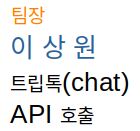 팀장
이 상 원
트립톡(chat)
API 호출